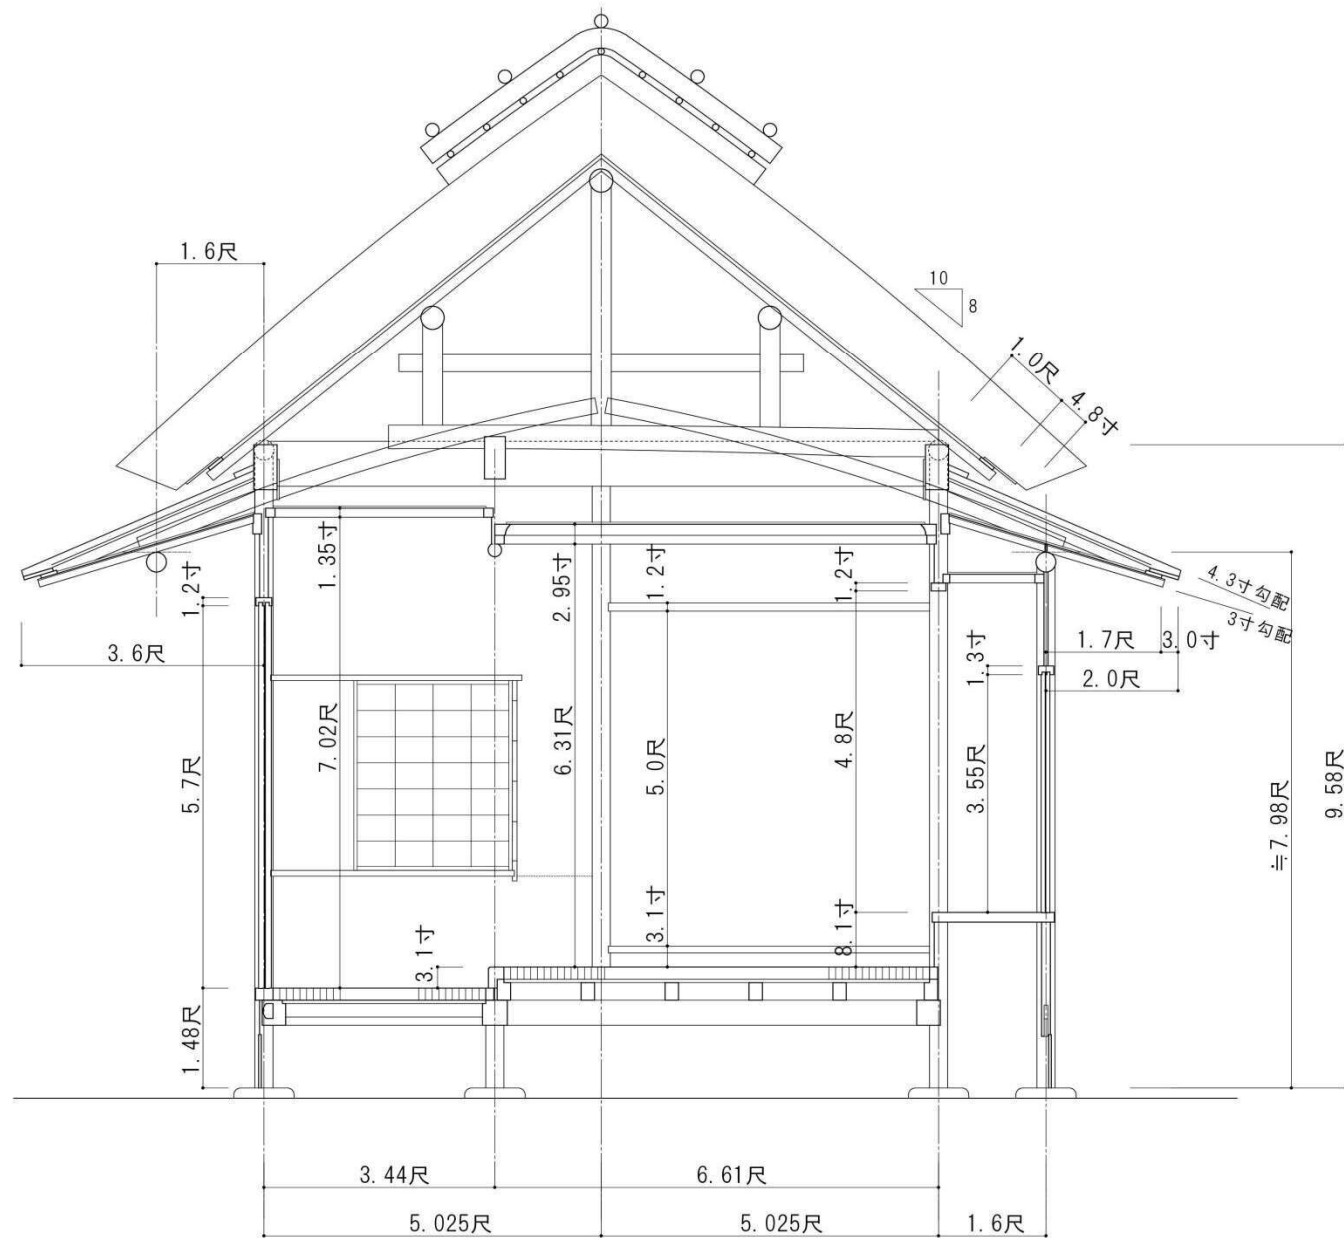 1.6尺
10
8
1.0尺
4.8寸
1.2寸
1.35寸
2.95寸
1.2寸
1.2寸
4.3寸勾配
3寸勾配
3.6尺
1.3寸
1.7尺
3.0寸
2.0尺
5.7尺
7.02尺
6.31尺
5.0尺
4.8尺
3.55尺
≒7.98尺
9.58尺
3.1寸
3.1寸
8.1寸
1.48尺
3.44尺
6.61尺
5.025尺
5.025尺
1.6尺